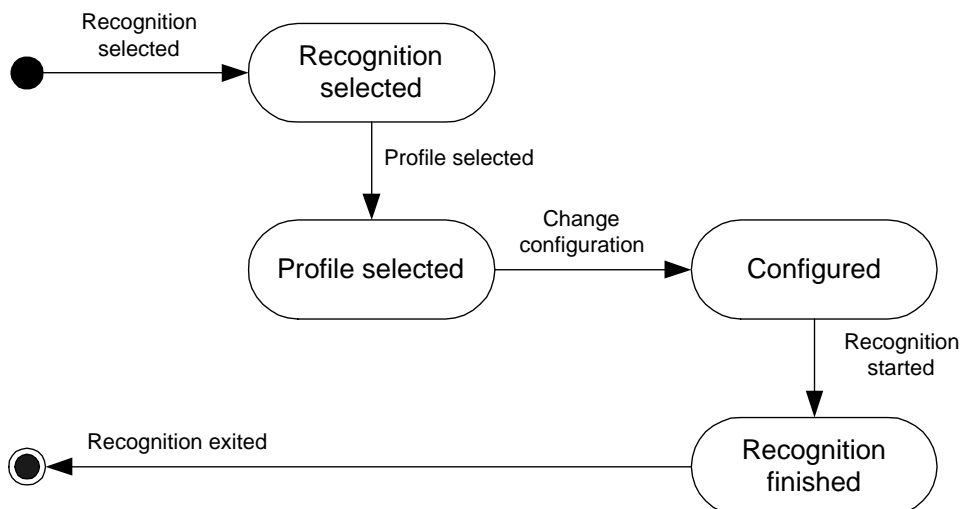 Recognition
selected
Recognition
selected
Profile selected
Profile selected
Change
configuration
Configured
Recognition
started
Recognition exited
Recognition
finished